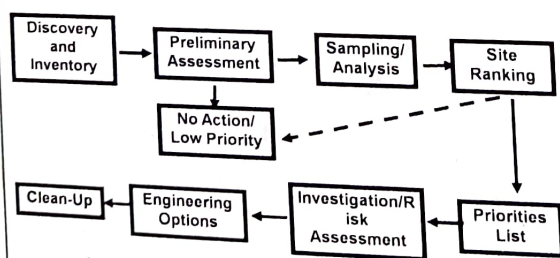 Discovery
and
Inventory
Preliminary
Assessment
Sampling/
Analysis
Site
Ranking
No Action/
Low Priority
Clean-Up
Engineering
Options
Investigation/R
isk
Assessment
Priorities
List